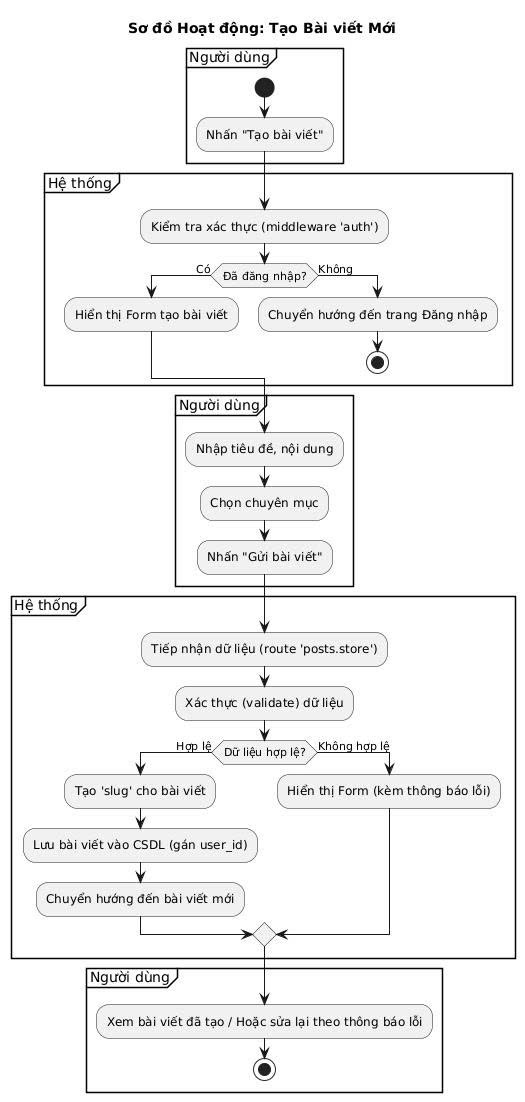 Sơ đồ Hoạt động: Tạo Bài viết Mới
Người dùng
Nhấn "Tạo bài viết"
Hệ thống
Kiểm tra xác thực (middleware 'auth')
Có
Đã đăng nhập?
Không
Hiển thị Form tạo bài viết
Chuyển hướng đến trang Đăng nhập
Người dùng
Nhập tiêu đề, nội dung
Chọn chuyên mục
Nhấn "Gửi bài viết"
Hệ thống
Tiếp nhận dữ liệu (route 'posts.store')
Xác thực (validate) dữ liệu
Hợp lệ
Dữ liệu hợp lệ?
Không hợp lệ
Tạo 'slug' cho bài viết
Hiển thị Form (kèm thông báo lỗi)
Lưu bài viết vào CSDL (gán user_id)
Chuyển hướng đến bài viết mới
Người dùng
Xem bài viết đã tạo / Hoặc sửa lại theo thông báo lỗi